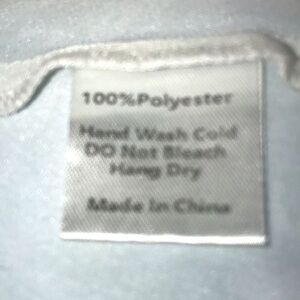 100%Polyester
Hand Wash Cold
DO Not Bleach
Hang Dry
Made In China